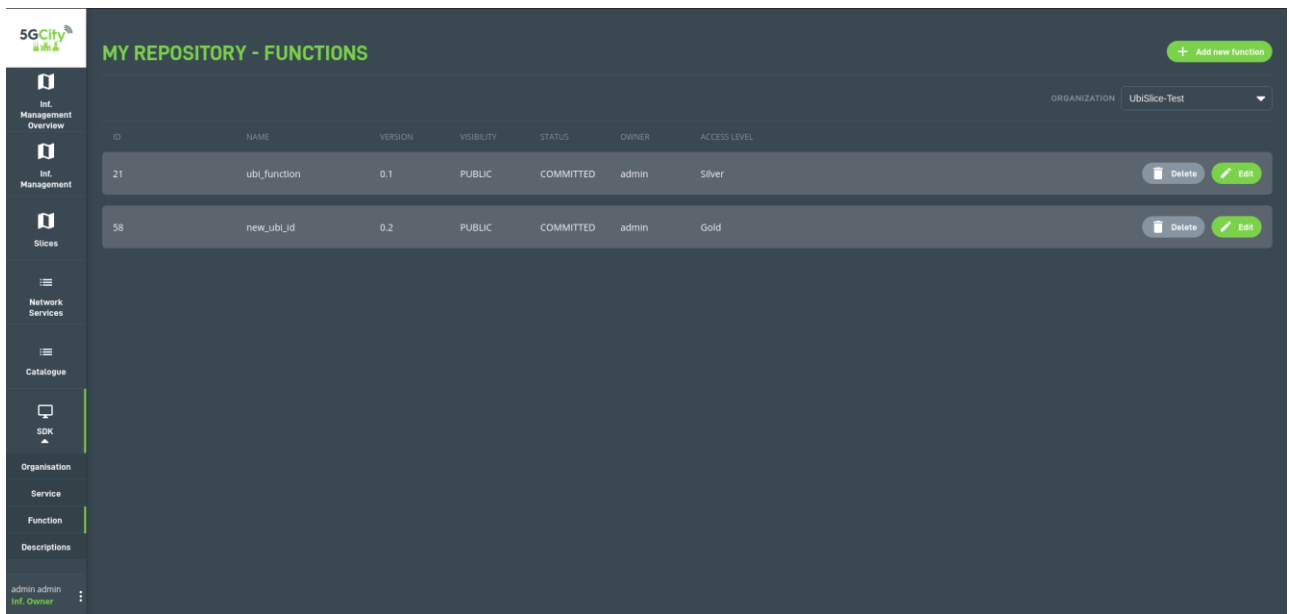 5GCity
Inf.
Management
Overview
Inf.
Management
Slices
Network
Services
Catalogue
SDK
Organisation
Service
Function
Descriptions
admin admin
Inf. Owner
MY REPOSITORY - FUNCTIONS
+ Add new function
ORGANIZATION UbiSlice-Test
ID NAME VERSION VISIBILITY STATUS OWNER ACCESS LEVEL
21 ubi_function 0.1 PUBLIC COMMITTED admin Silver Delete Edit
58 new_ubi_id 0.2 PUBLIC COMMITTED admin Gold Delete Edit